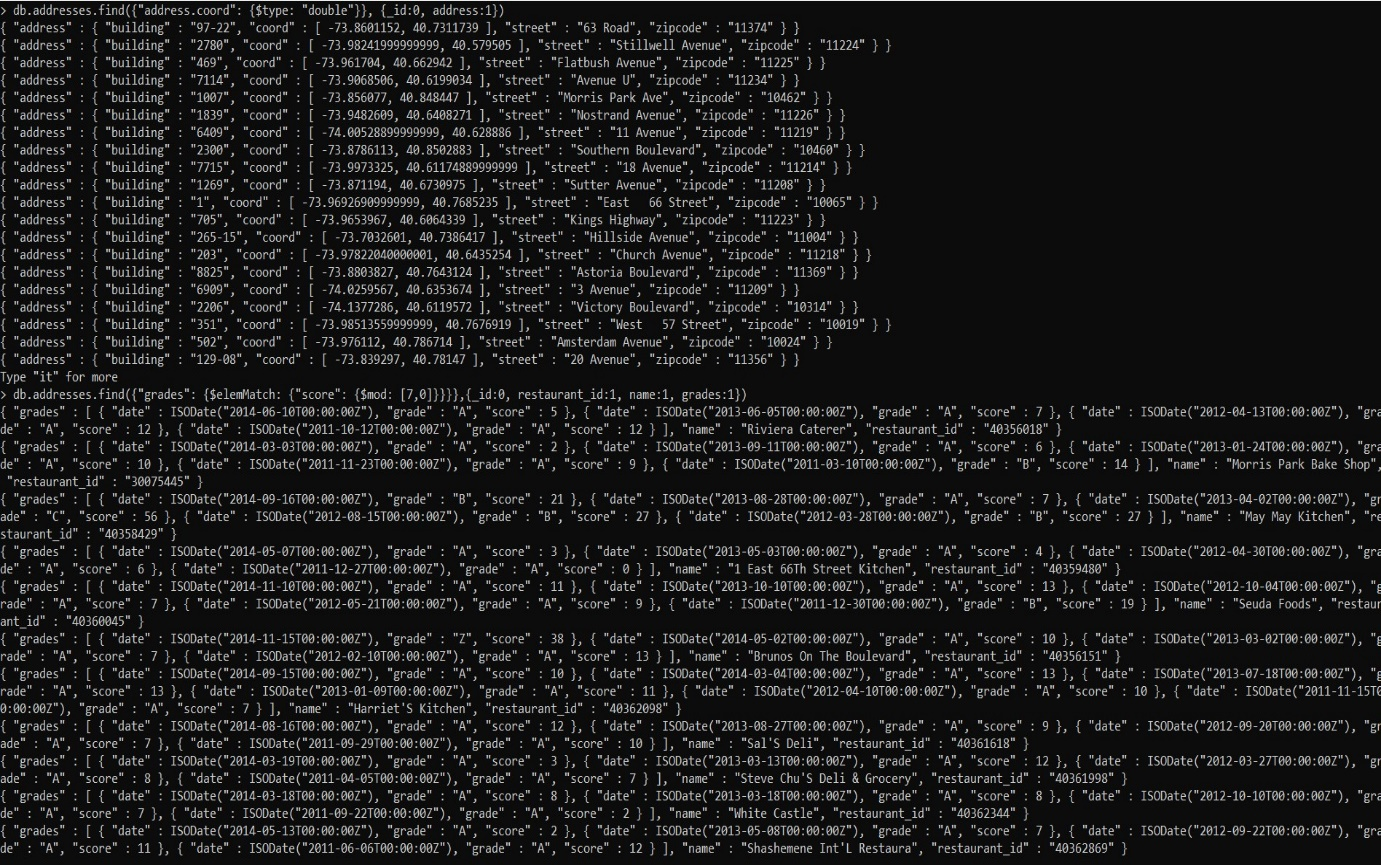 > db.addresses.find({"address.coord": {$type: "double"}}, {_id:0, address:1})
{ "address" : { "building" : "97-22", "coord" : [ -73.8601152, 40.7311739 ], "street" : "63 Road", "zipcode" : "11374" } }
{ "address" : { "building" : "2780", "coord" : [ -73.98241999999999, 40.579505 ], "street" : "Stillwell Avenue", "zipcode" : "11224" } }
{ "address" : { "building" : "469", "coord" : [ -73.961704, 40.662942 ], "street" : "Flatbush Avenue", "zipcode" : "11225" } }
{ "address" : { "building" : "7114", "coord" : [ -73.9068506, 40.6199034 ], "street" : "Avenue U", "zipcode" : "11234" } }
{ "address" : { "building" : "1007", "coord" : [ -73.856077, 40.848447 ], "street" : "Morris Park Ave", "zipcode" : "10462" } }
{ "address" : { "building" : "1839", "coord" : [ -73.9482609, 40.6408271 ], "street" : "Nostrand Avenue", "zipcode" : "11226" } }
{ "address" : { "building" : "6409", "coord" : [ -74.00528899999999, 40.628886 ], "street" : "11 Avenue", "zipcode" : "11219" } }
{ "address" : { "building" : "2300", "coord" : [ -73.8786113, 40.8502883 ], "street" : "Southern Boulevard", "zipcode" : "10460" } }
{ "address" : { "building" : "7715", "coord" : [ -73.9973325, 40.61174889999999 ], "street" : "18 Avenue", "zipcode" : "11214" } }
{ "address" : { "building" : "1269", "coord" : [ -73.871194, 40.6730975 ], "street" : "Sutter Avenue", "zipcode" : "11208" } }
{ "address" : { "building" : "1", "coord" : [ -73.96926909999999, 40.7685235 ], "street" : "East   66 Street", "zipcode" : "10065" } }
{ "address" : { "building" : "705", "coord" : [ -73.9653967, 40.6064339 ], "street" : "Kings Highway", "zipcode" : "11223" } }
{ "address" : { "building" : "265-15", "coord" : [ -73.7032601, 40.7386417 ], "street" : "Hillside Avenue", "zipcode" : "11004" } }
{ "address" : { "building" : "203", "coord" : [ -73.97822040000001, 40.6435254 ], "street" : "Church Avenue", "zipcode" : "11218" } }
{ "address" : { "building" : "8825", "coord" : [ -73.8803827, 40.7643124 ], "street" : "Astoria Boulevard", "zipcode" : "11369" } }
{ "address" : { "building" : "6909", "coord" : [ -74.0259567, 40.6353674 ], "street" : "3 Avenue", "zipcode" : "11209" } }
{ "address" : { "building" : "2206", "coord" : [ -74.1377286, 40.6119572 ], "street" : "Victory Boulevard", "zipcode" : "10314" } }
{ "address" : { "building" : "351", "coord" : [ -73.98513559999999, 40.7676919 ], "street" : "West   57 Street", "zipcode" : "10019" } }
{ "address" : { "building" : "502", "coord" : [ -73.976112, 40.786714 ], "street" : "Amsterdam Avenue", "zipcode" : "10024" } }
{ "address" : { "building" : "129-08", "coord" : [ -73.839297, 40.78147 ], "street" : "20 Avenue", "zipcode" : "11356" } }
Type "it" for more
> db.addresses.find({"grades": {$elemMatch: {"score": {$mod: [7,0]}}}},{_id:0, restaurant_id:1, name:1, grades:1})
{ "grades" : [ { "date" : ISODate("2014-06-10T00:00:00Z"), "grade" : "A", "score" : 5 }, { "date" : ISODate("2013-06-05T00:00:00Z"), "grade" : "A", "score" : 7 }, { "date" : ISODate("2012-04-13T00:00:00Z"), "gra
de" : "A", "score" : 12 }, { "date" : ISODate("2011-10-12T00:00:00Z"), "grade" : "A", "score" : 12 } ], "name" : "Riviera Caterer", "restaurant_id" : "40356018" }
{ "grades" : [ { "date" : ISODate("2014-03-03T00:00:00Z"), "grade" : "A", "score" : 2 }, { "date" : ISODate("2013-09-11T00:00:00Z"), "grade" : "A", "score" : 6 }, { "date" : ISODate("2013-01-24T00:00:00Z"), "gra
de" : "A", "score" : 10 }, { "date" : ISODate("2011-11-23T00:00:00Z"), "grade" : "A", "score" : 9 }, { "date" : ISODate("2011-03-10T00:00:00Z"), "grade" : "B", "score" : 14 } ], "name" : "Morris Park Bake Shop",
 "restaurant_id" : "30075445" }
{ "grades" : [ { "date" : ISODate("2014-09-16T00:00:00Z"), "grade" : "B", "score" : 21 }, { "date" : ISODate("2013-08-28T00:00:00Z"), "grade" : "A", "score" : 7 }, { "date" : ISODate("2013-04-02T00:00:00Z"), "gr
ade" : "C", "score" : 56 }, { "date" : ISODate("2012-08-15T00:00:00Z"), "grade" : "B", "score" : 27 }, { "date" : ISODate("2012-03-28T00:00:00Z"), "grade" : "B", "score" : 27 } ], "name" : "May May Kitchen", "re
staurant_id" : "40358429" }
{ "grades" : [ { "date" : ISODate("2014-05-07T00:00:00Z"), "grade" : "A", "score" : 3 }, { "date" : ISODate("2013-05-03T00:00:00Z"), "grade" : "A", "score" : 4 }, { "date" : ISODate("2012-04-30T00:00:00Z"), "gra
de" : "A", "score" : 6 }, { "date" : ISODate("2011-12-27T00:00:00Z"), "grade" : "A", "score" : 0 } ], "name" : "1 East 66Th Street Kitchen", "restaurant_id" : "40359480" }
{ "grades" : [ { "date" : ISODate("2014-11-10T00:00:00Z"), "grade" : "A", "score" : 11 }, { "date" : ISODate("2013-10-10T00:00:00Z"), "grade" : "A", "score" : 13 }, { "date" : ISODate("2012-10-04T00:00:00Z"), "g
rade" : "A", "score" : 7 }, { "date" : ISODate("2012-05-21T00:00:00Z"), "grade" : "A", "score" : 9 }, { "date" : ISODate("2011-12-30T00:00:00Z"), "grade" : "B", "score" : 19 } ], "name" : "Seuda Foods", "restaur
ant_id" : "40360045" }
{ "grades" : [ { "date" : ISODate("2014-11-15T00:00:00Z"), "grade" : "Z", "score" : 38 }, { "date" : ISODate("2014-05-02T00:00:00Z"), "grade" : "A", "score" : 10 }, { "date" : ISODate("2013-03-02T00:00:00Z"), "g
rade" : "A", "score" : 7 }, { "date" : ISODate("2012-02-10T00:00:00Z"), "grade" : "A", "score" : 13 } ], "name" : "Brunos On The Boulevard", "restaurant_id" : "40356151" }
{ "grades" : [ { "date" : ISODate("2014-09-15T00:00:00Z"), "grade" : "A", "score" : 10 }, { "date" : ISODate("2014-03-04T00:00:00Z"), "grade" : "A", "score" : 13 }, { "date" : ISODate("2013-07-18T00:00:00Z"), "g
rade" : "A", "score" : 13 }, { "date" : ISODate("2013-01-09T00:00:00Z"), "grade" : "A", "score" : 11 }, { "date" : ISODate("2012-04-10T00:00:00Z"), "grade" : "A", "score" : 10 }, { "date" : ISODate("2011-11-15T0
0:00:00Z"), "grade" : "A", "score" : 7 } ], "name" : "Harriet'S Kitchen", "restaurant_id" : "40362098" }
{ "grades" : [ { "date" : ISODate("2014-08-16T00:00:00Z"), "grade" : "A", "score" : 12 }, { "date" : ISODate("2013-08-27T00:00:00Z"), "grade" : "A", "score" : 9 }, { "date" : ISODate("2012-09-20T00:00:00Z"), "gr
ade" : "A", "score" : 7 }, { "date" : ISODate("2011-09-29T00:00:00Z"), "grade" : "A", "score" : 10 } ], "name" : "Sal'S Deli", "restaurant_id" : "40361618" }
{ "grades" : [ { "date" : ISODate("2014-03-19T00:00:00Z"), "grade" : "A", "score" : 3 }, { "date" : ISODate("2013-03-13T00:00:00Z"), "grade" : "A", "score" : 12 }, { "date" : ISODate("2012-03-27T00:00:00Z"), "gr
ade" : "A", "score" : 8 }, { "date" : ISODate("2011-04-05T00:00:00Z"), "grade" : "A", "score" : 7 } ], "name" : "Steve Chu'S Deli & Grocery", "restaurant_id" : "40361998" }
{ "grades" : [ { "date" : ISODate("2014-03-18T00:00:00Z"), "grade" : "A", "score" : 8 }, { "date" : ISODate("2013-03-18T00:00:00Z"), "grade" : "A", "score" : 8 }, { "date" : ISODate("2012-10-10T00:00:00Z"), "gra
de" : "A", "score" : 7 }, { "date" : ISODate("2011-09-22T00:00:00Z"), "grade" : "A", "score" : 2 } ], "name" : "White Castle", "restaurant_id" : "40362344" }
{ "grades" : [ { "date" : ISODate("2014-05-13T00:00:00Z"), "grade" : "A", "score" : 2 }, { "date" : ISODate("2013-05-08T00:00:00Z"), "grade" : "A", "score" : 7 }, { "date" : ISODate("2012-09-22T00:00:00Z"), "gra
de" : "A", "score" : 11 }, { "date" : ISODate("2011-06-06T00:00:00Z"), "grade" : "A", "score" : 12 } ], "name" : "Shashemene Int'L Restaura", "restaurant_id" : "40362869" }